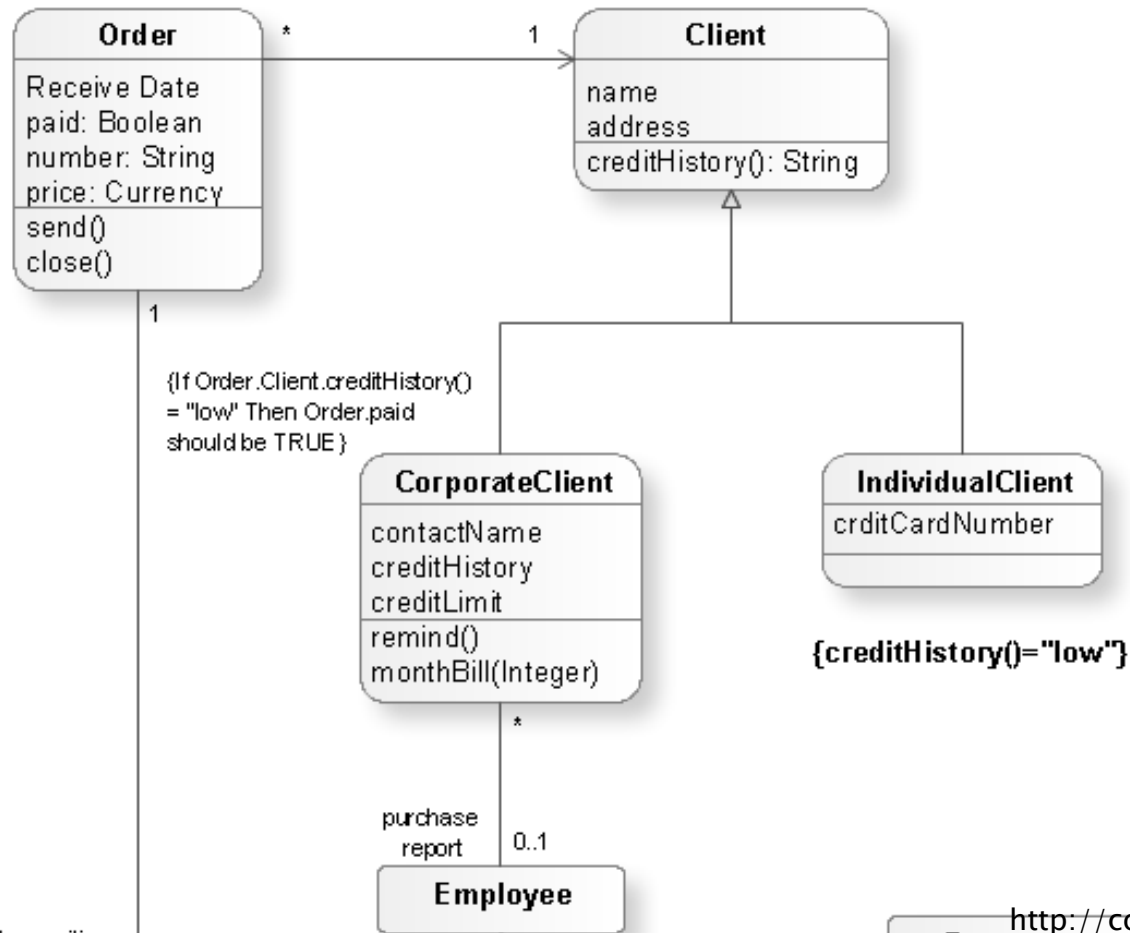 Order
*
1
Client
Receive Date
paid: Boolean
number: String
price: Currency
send()
close()
name
address
creditHistory(): String
1
{If Order.Client.creditHistory()
= "low" Then Order.paid
should be TRUE}
CorporateClient
contactName
creditHistory
creditLimit
remind()
monthBill(Integer)
IndividualClient
crditCardNumber
{creditHistory()="low"}
*
purchase
report
0..1
Employee
http://co